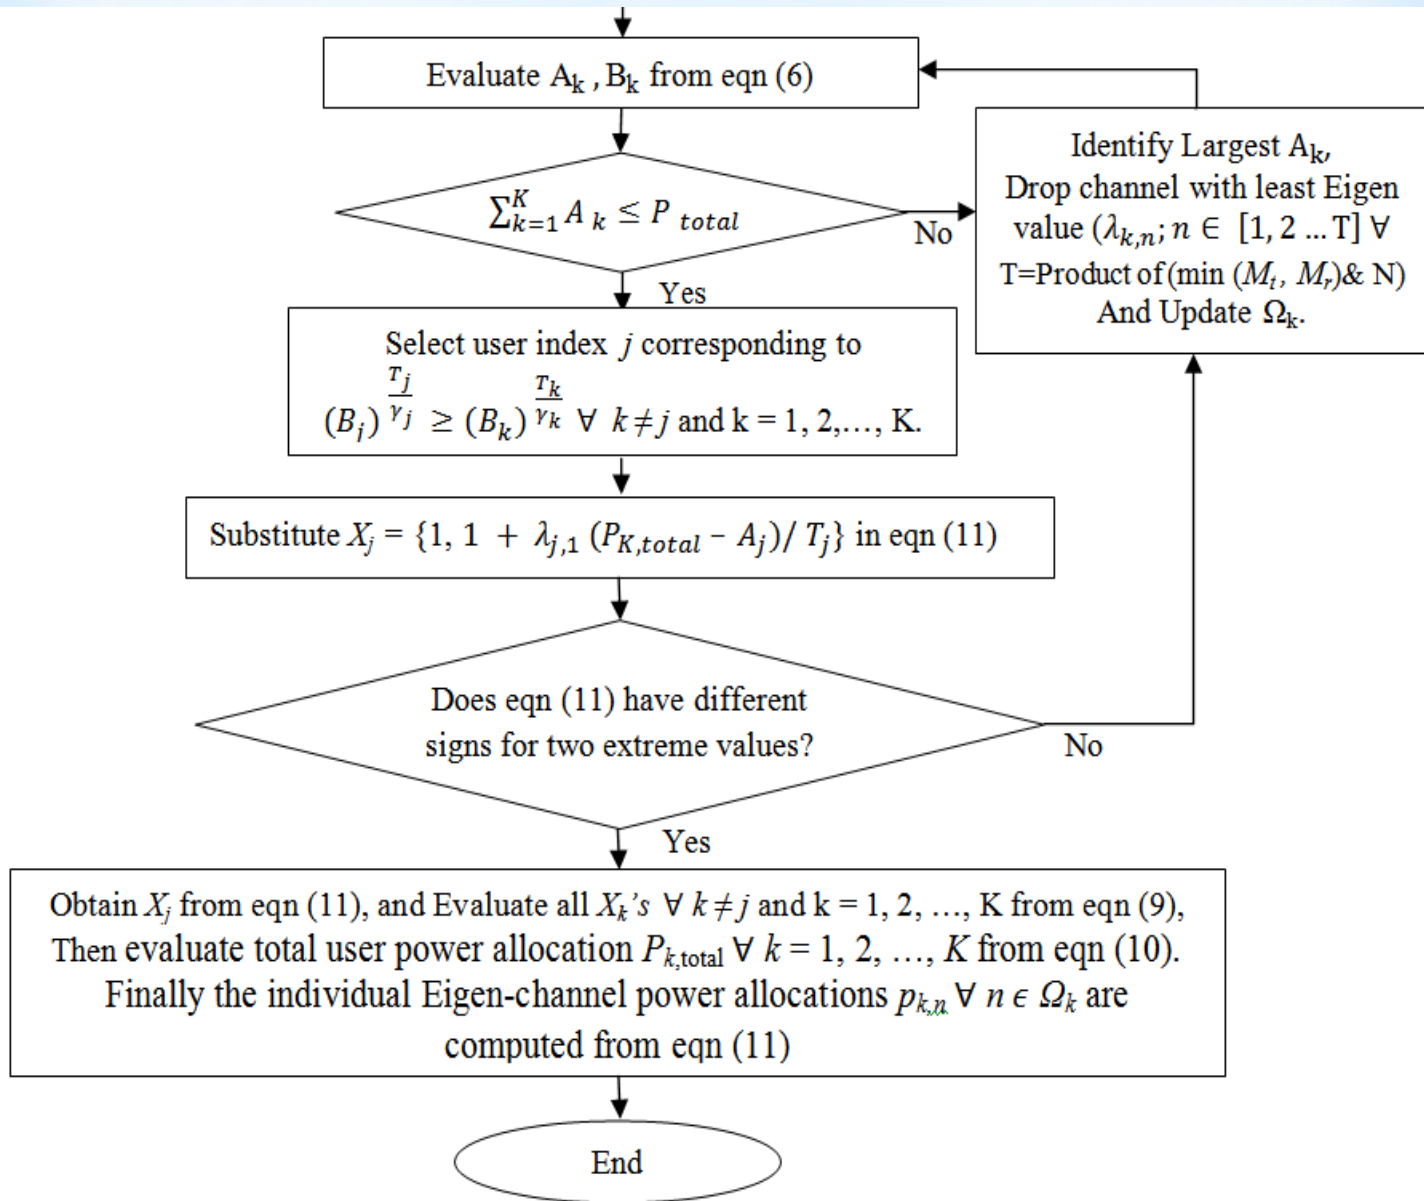 Evaluate Aₖ , Bₖ from eqn (6)
Identify Largest Aₖ,
Drop channel with least Eigen
value (λₖ,ₙ; n ∈ [1, 2 … T] ∀
T=Product of(min (Mₜ, Mᵣ)& N)
And Update Ωₖ.
∑ᴷₖ₌₁ A ₖ ≤ P total
No
Yes
Select user index j corresponding to
(Bⱼ)^(Tⱼ/γⱼ) ≥ (Bₖ)^(Tₖ/γₖ) ∀ k ≠ j and k = 1, 2,…, K.
Substitute Xⱼ = {1, 1 + λⱼ,₁ (P_K,total − Aⱼ)/ Tⱼ} in eqn (11)
Does eqn (11) have different
signs for two extreme values?
No
Yes
Obtain Xⱼ from eqn (11), and Evaluate all Xₖ's ∀ k ≠ j and k = 1, 2, …, K from eqn (9),
Then evaluate total user power allocation P_k,total ∀ k = 1, 2, …, K from eqn (10).
Finally the individual Eigen-channel power allocations pₖ,ₙ ∀ n ϵ Ωₖ are
computed from eqn (11)
End